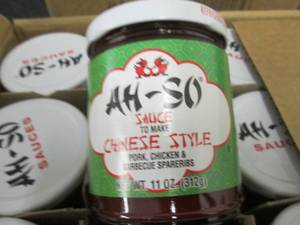 AH-SO®
SAUCE
TO MAKE
CHINESE STYLE
PORK, CHICKEN &
BARBECUE SPARERIBS
NET WT. 11 OZ. (312g)
AH-SO
SAUCES
AH-SO
SAUCES
AH-SO
SAUC